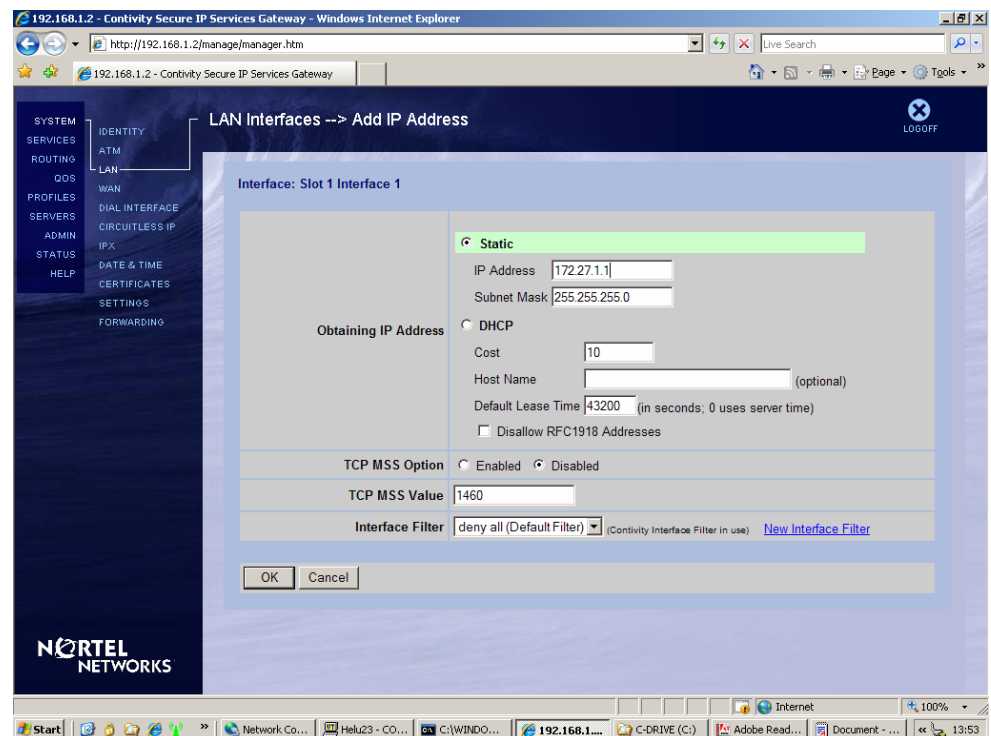 192.168.1.2 - Contivity Secure IP Services Gateway - Windows Internet Explorer
http://192.168.1.2/manage/manager.htm
Live Search
192.168.1.2 - Contivity Secure IP Services Gateway
Page
Tools
»
SYSTEM
SERVICES
ROUTING
QOS
PROFILES
SERVERS
ADMIN
STATUS
HELP
IDENTITY
ATM
LAN
WAN
DIAL INTERFACE
CIRCUITLESS IP
IPX
DATE & TIME
CERTIFICATES
SETTINGS
FORWARDING
LAN Interfaces --> Add IP Address
LOGOFF
Interface: Slot 1 Interface 1
Obtaining IP Address
Static
IP Address 172.27.1.1
Subnet Mask 255.255.255.0
DHCP
Cost 10
Host Name (optional)
Default Lease Time 43200 (in seconds; 0 uses server time)
Disallow RFC1918 Addresses
TCP MSS Option Enabled Disabled
TCP MSS Value 1460
Interface Filter deny all (Default Filter) (Contivity Interface Filter in use) New Interface Filter
OK Cancel
NORTEL
NETWORKS
Internet 100%
Start » Network Co... Helu23 - CO... C:\WINDO... 192.168.1.... C-DRIVE (C:) Adobe Read... Document - ... « 13:53